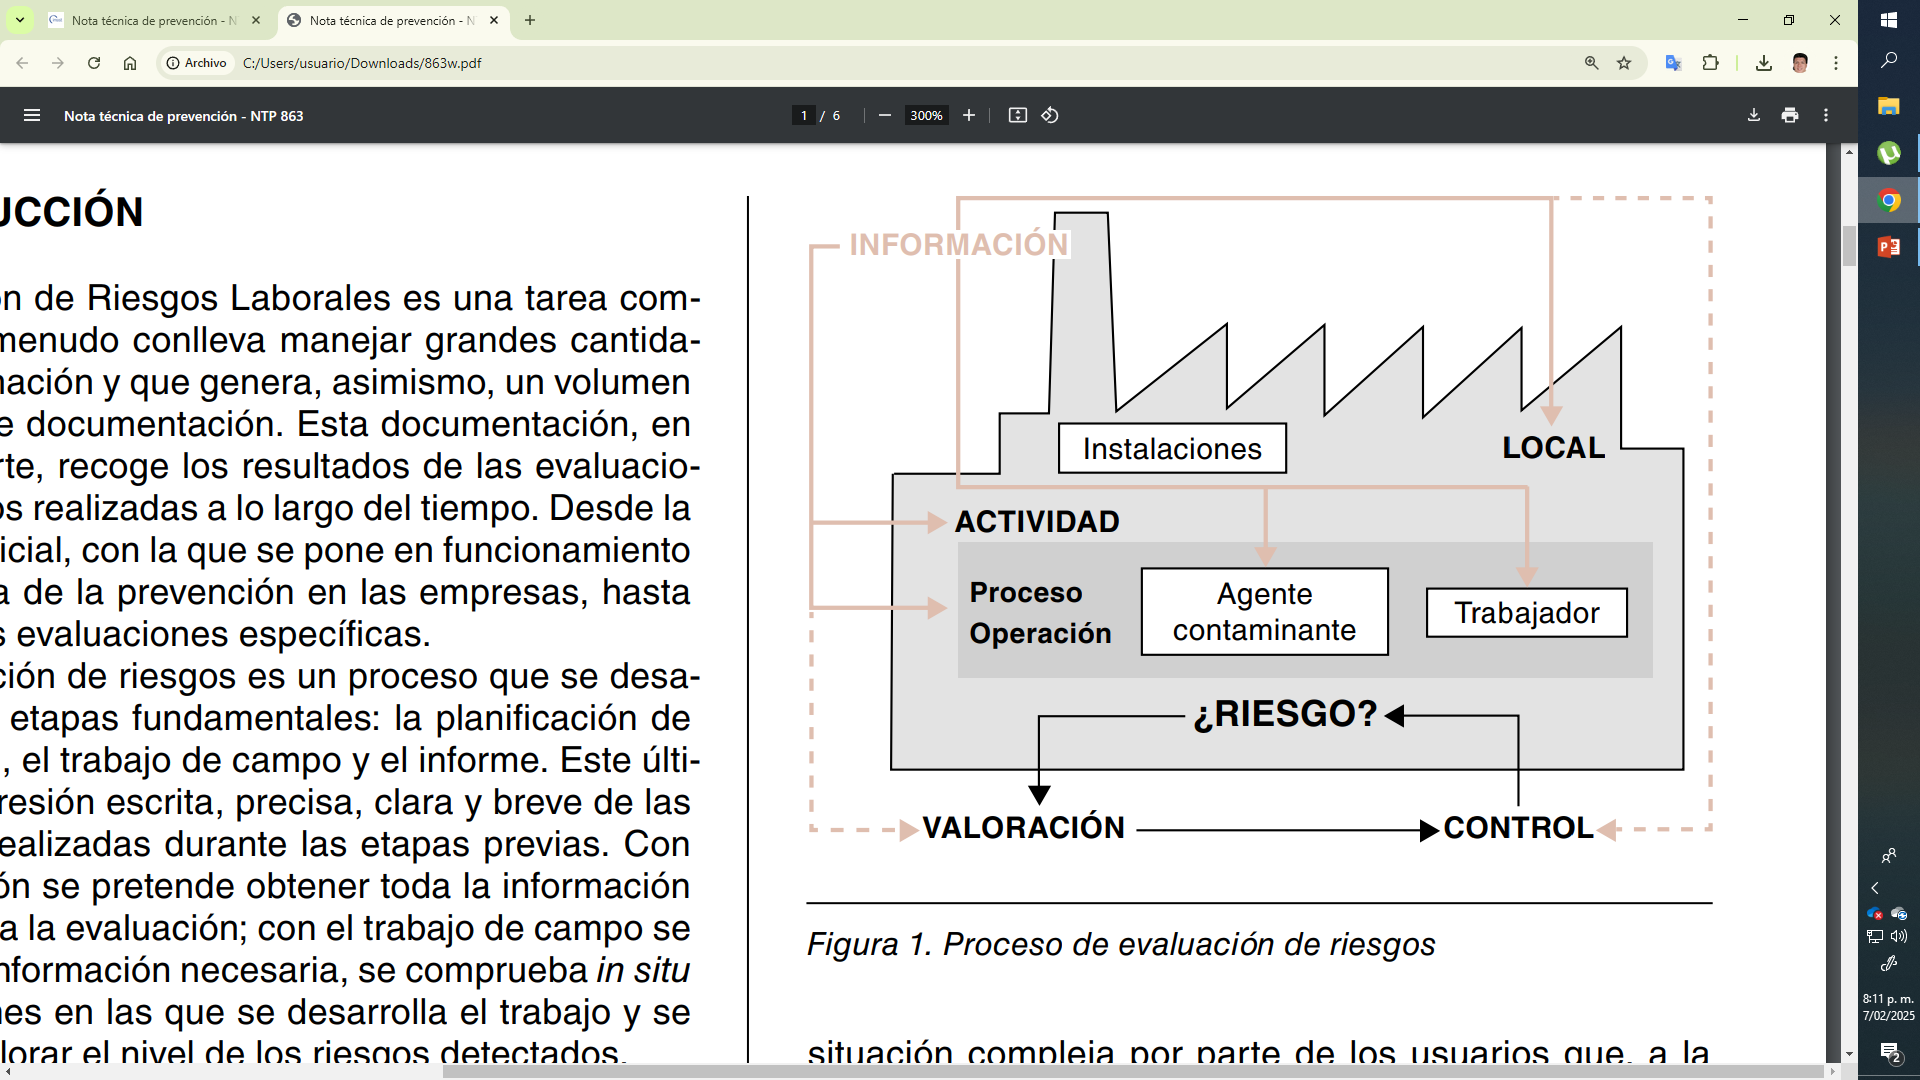 Nota técnica de prevención - N
Nota técnica de prevención - N
Archivo
C:/Users/usuario/Downloads/863w.pdf
Nota técnica de prevención - NTP 863
1 / 6
300%
UCCIÓN
ón de Riesgos Laborales es una tarea com-
menudo conlleva manejar grandes cantida-
mación y que genera, asimismo, un volumen
e documentación. Esta documentación, en
rte, recoge los resultados de las evaluacio-
os realizadas a lo largo del tiempo. Desde la
icial, con la que se pone en funcionamiento
a de la prevención en las empresas, hasta
s evaluaciones específicas.
ción de riesgos es un proceso que se desa-
etapas fundamentales: la planificación de
, el trabajo de campo y el informe. Este últi-
resión escrita, precisa, clara y breve de las
ealizadas durante las etapas previas. Con
ón se pretende obtener toda la información
a la evaluación; con el trabajo de campo se
nformación necesaria, se comprueba in situ
nes en las que se desarrolla el trabajo y se
lorar el nivel de los riesgos detectados.
INFORMACIÓN
Instalaciones
LOCAL
ACTIVIDAD
Proceso
Operación
Agente
contaminante
Trabajador
¿RIESGO?
VALORACIÓN
CONTROL
Figura 1. Proceso de evaluación de riesgos
situación compleja por parte de los usuarios que, a la
8:11 p. m.
7/02/2025
2